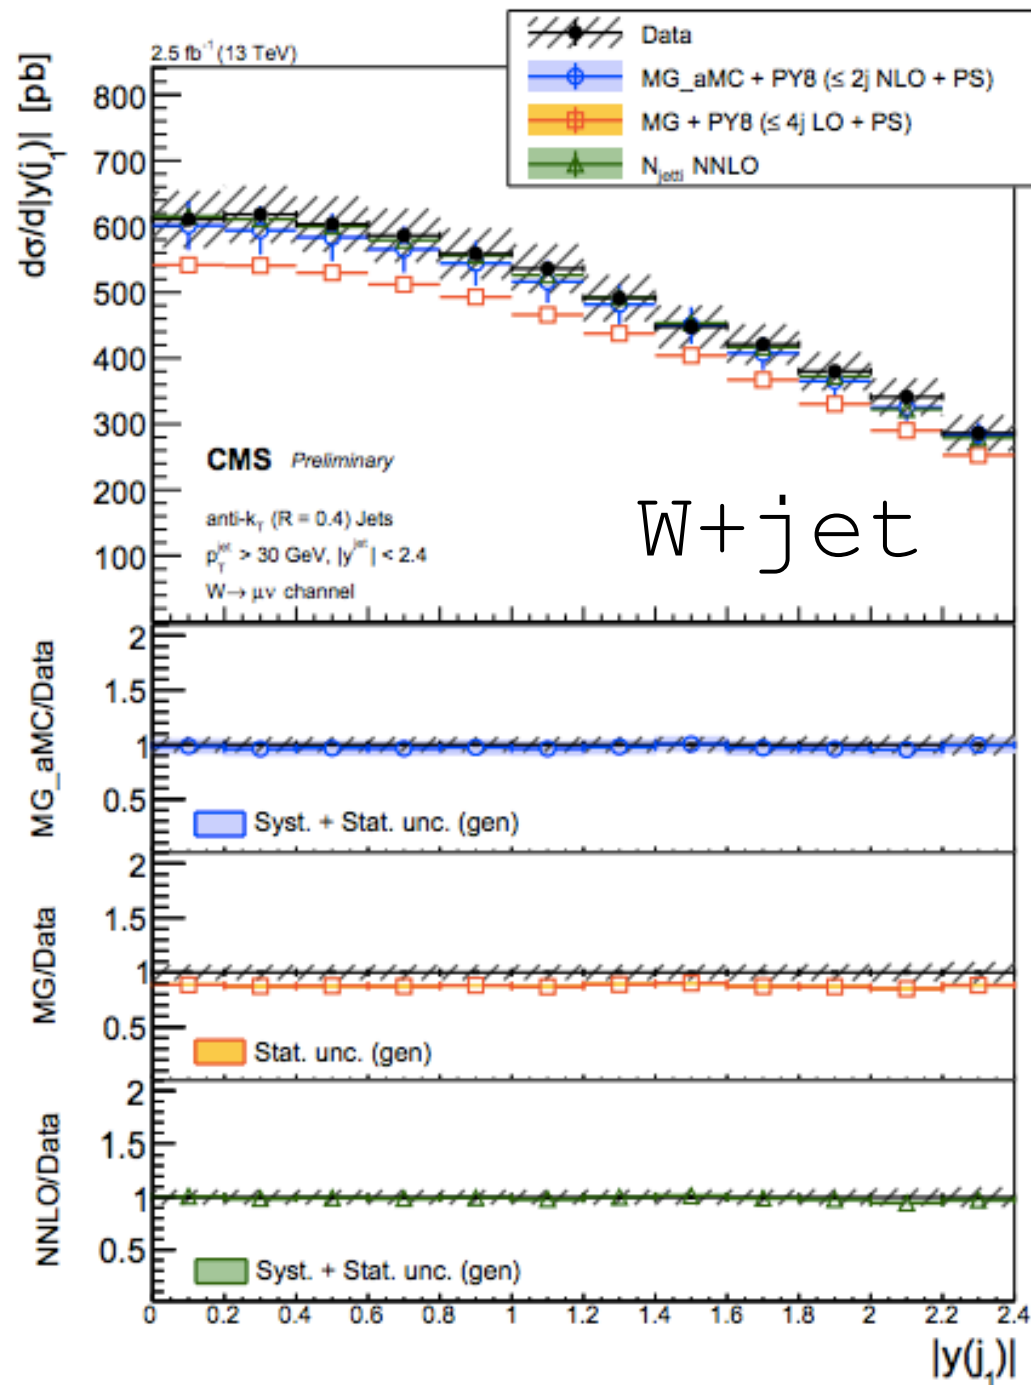 2.5 fb⁻¹ (13 TeV)
Data
MG_aMC + PY8 (≤ 2j NLO + PS)
MG + PY8 (≤ 4j LO + PS)
N_jetti NNLO
dσ/d|y(j₁)| [pb]
800
700
600
500
400
300
200
100
CMS Preliminary
anti-k_T (R = 0.4) Jets
p_T^jet > 30 GeV, |y^jet| < 2.4
W→ μν channel
W+jet
MG_aMC/Data
2
1.5
1
0.5
Syst. + Stat. unc. (gen)
MG/Data
2
1.5
1
0.5
Stat. unc. (gen)
NNLO/Data
2
1.5
1
0.5
Syst. + Stat. unc. (gen)
0 0.2 0.4 0.6 0.8 1 1.2 1.4 1.6 1.8 2 2.2 2.4
|y(j₁)|